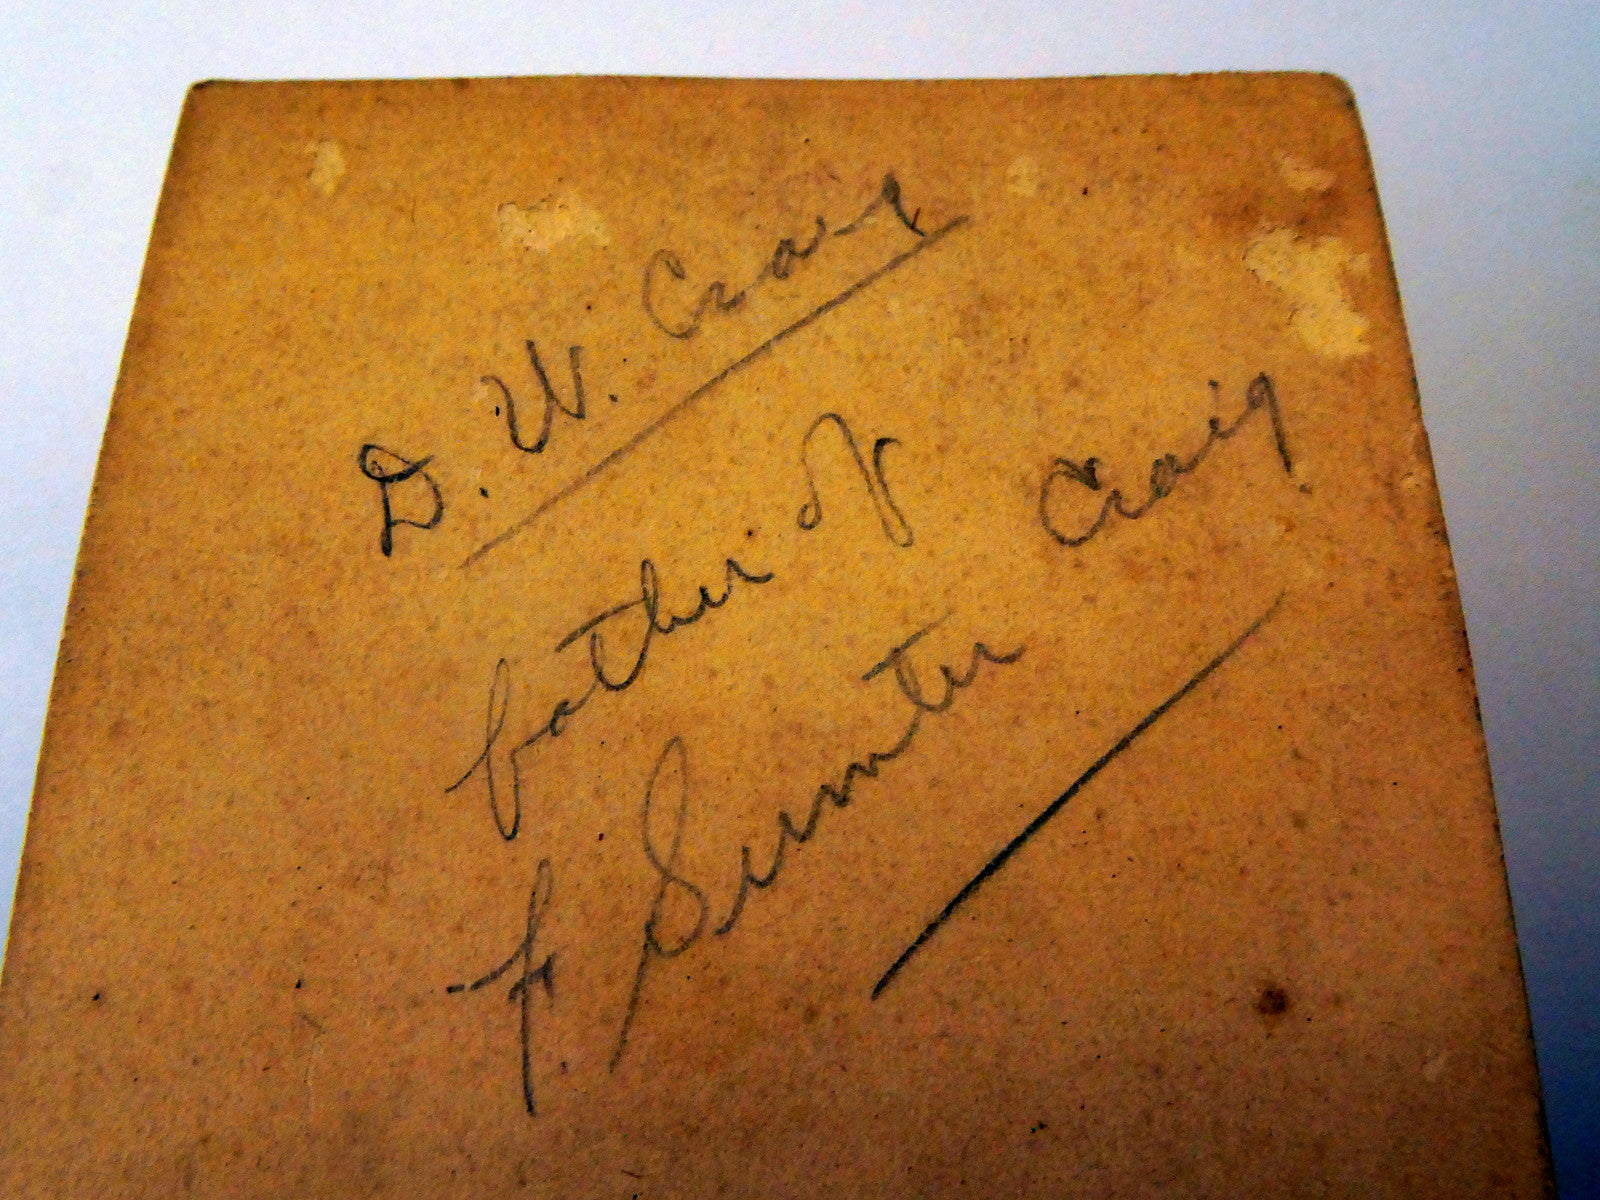 D. W. Craig
father of
F. Sumter Craig